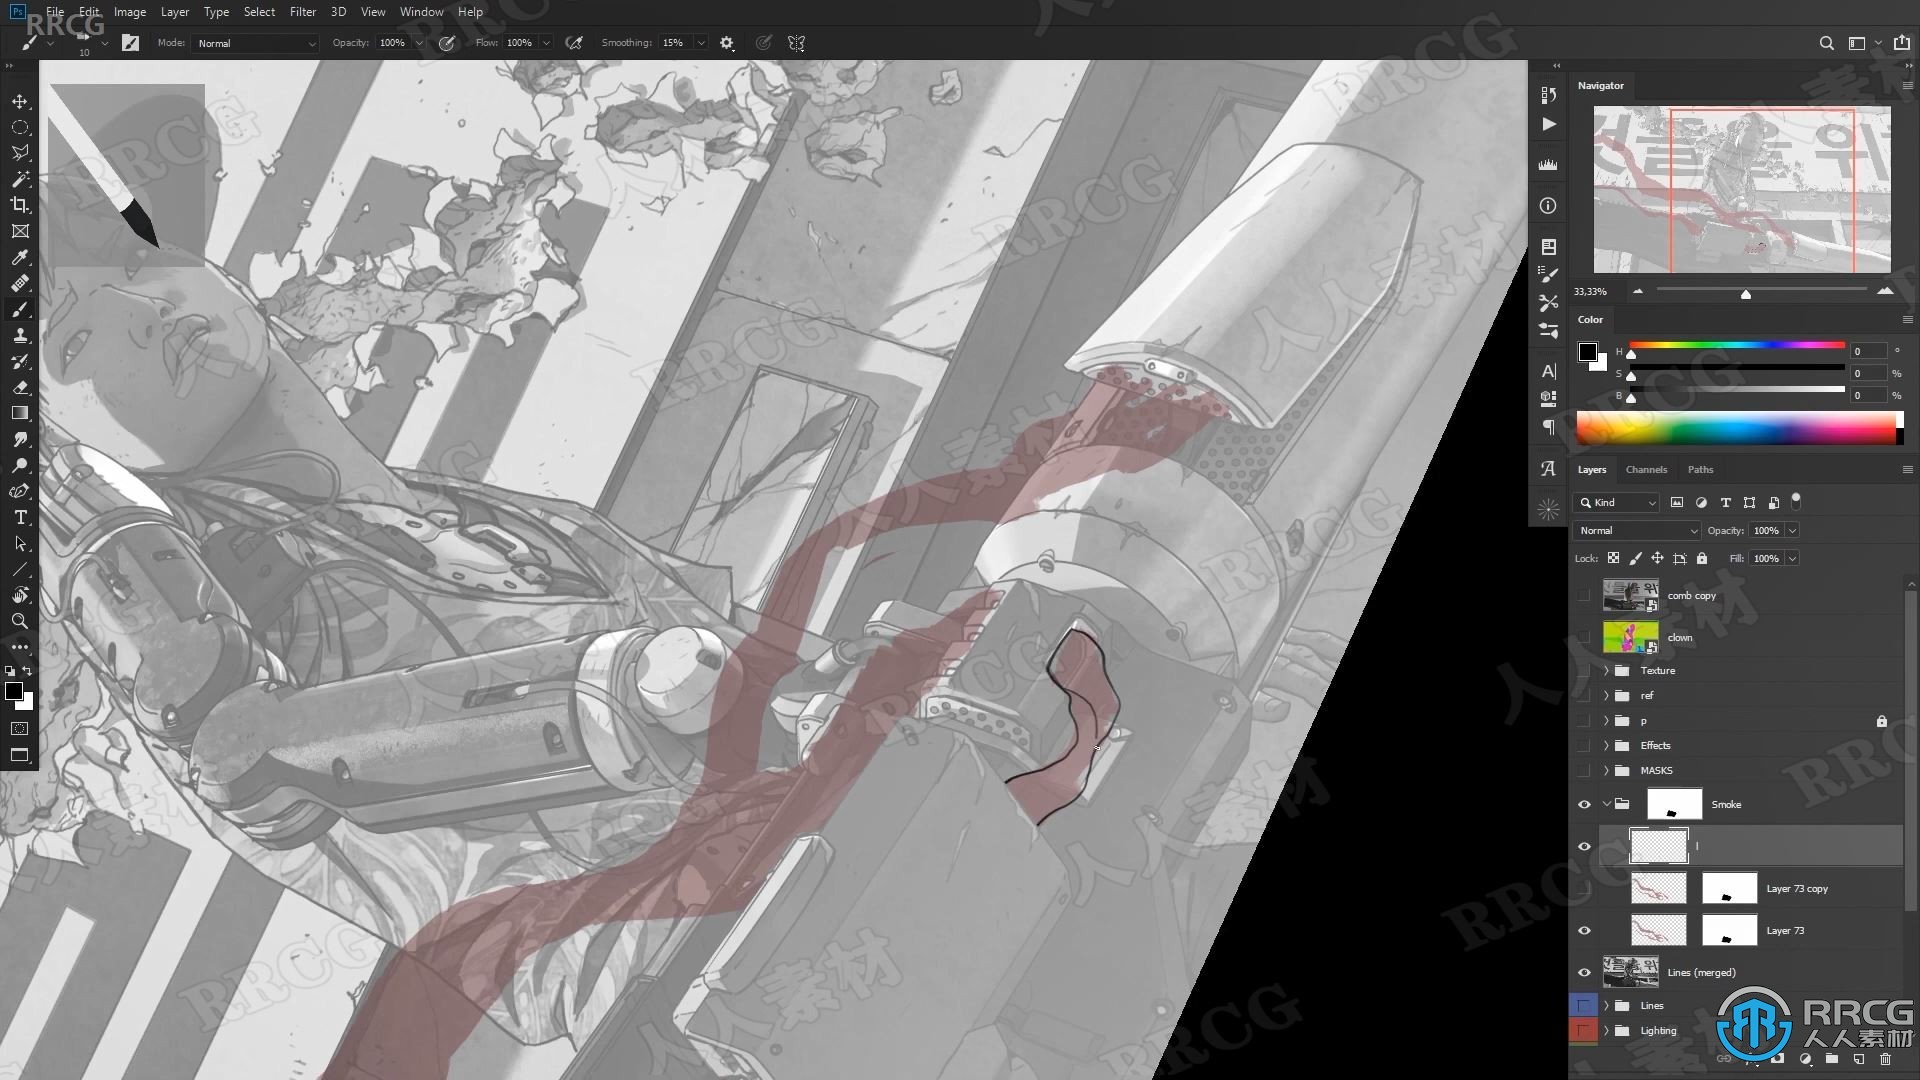 Ps File Edit Image Layer Type Select Filter 3D View Window Help
RRCG
10 Mode: Normal Opacity: 100% Flow: 100% Smoothing: 15%
Navigator
33,33%
Color
H 0 °
S 0 %
B 0 %
Layers Channels Paths
Kind
Normal Opacity: 100%
Lock: Fill: 100%
comb copy
clown
Texture
ref
p
Effects
MASKS
Smoke
l
Layer 73 copy
Layer 73
Lines (merged)
Lines
Lighting
RRCG
人人素材